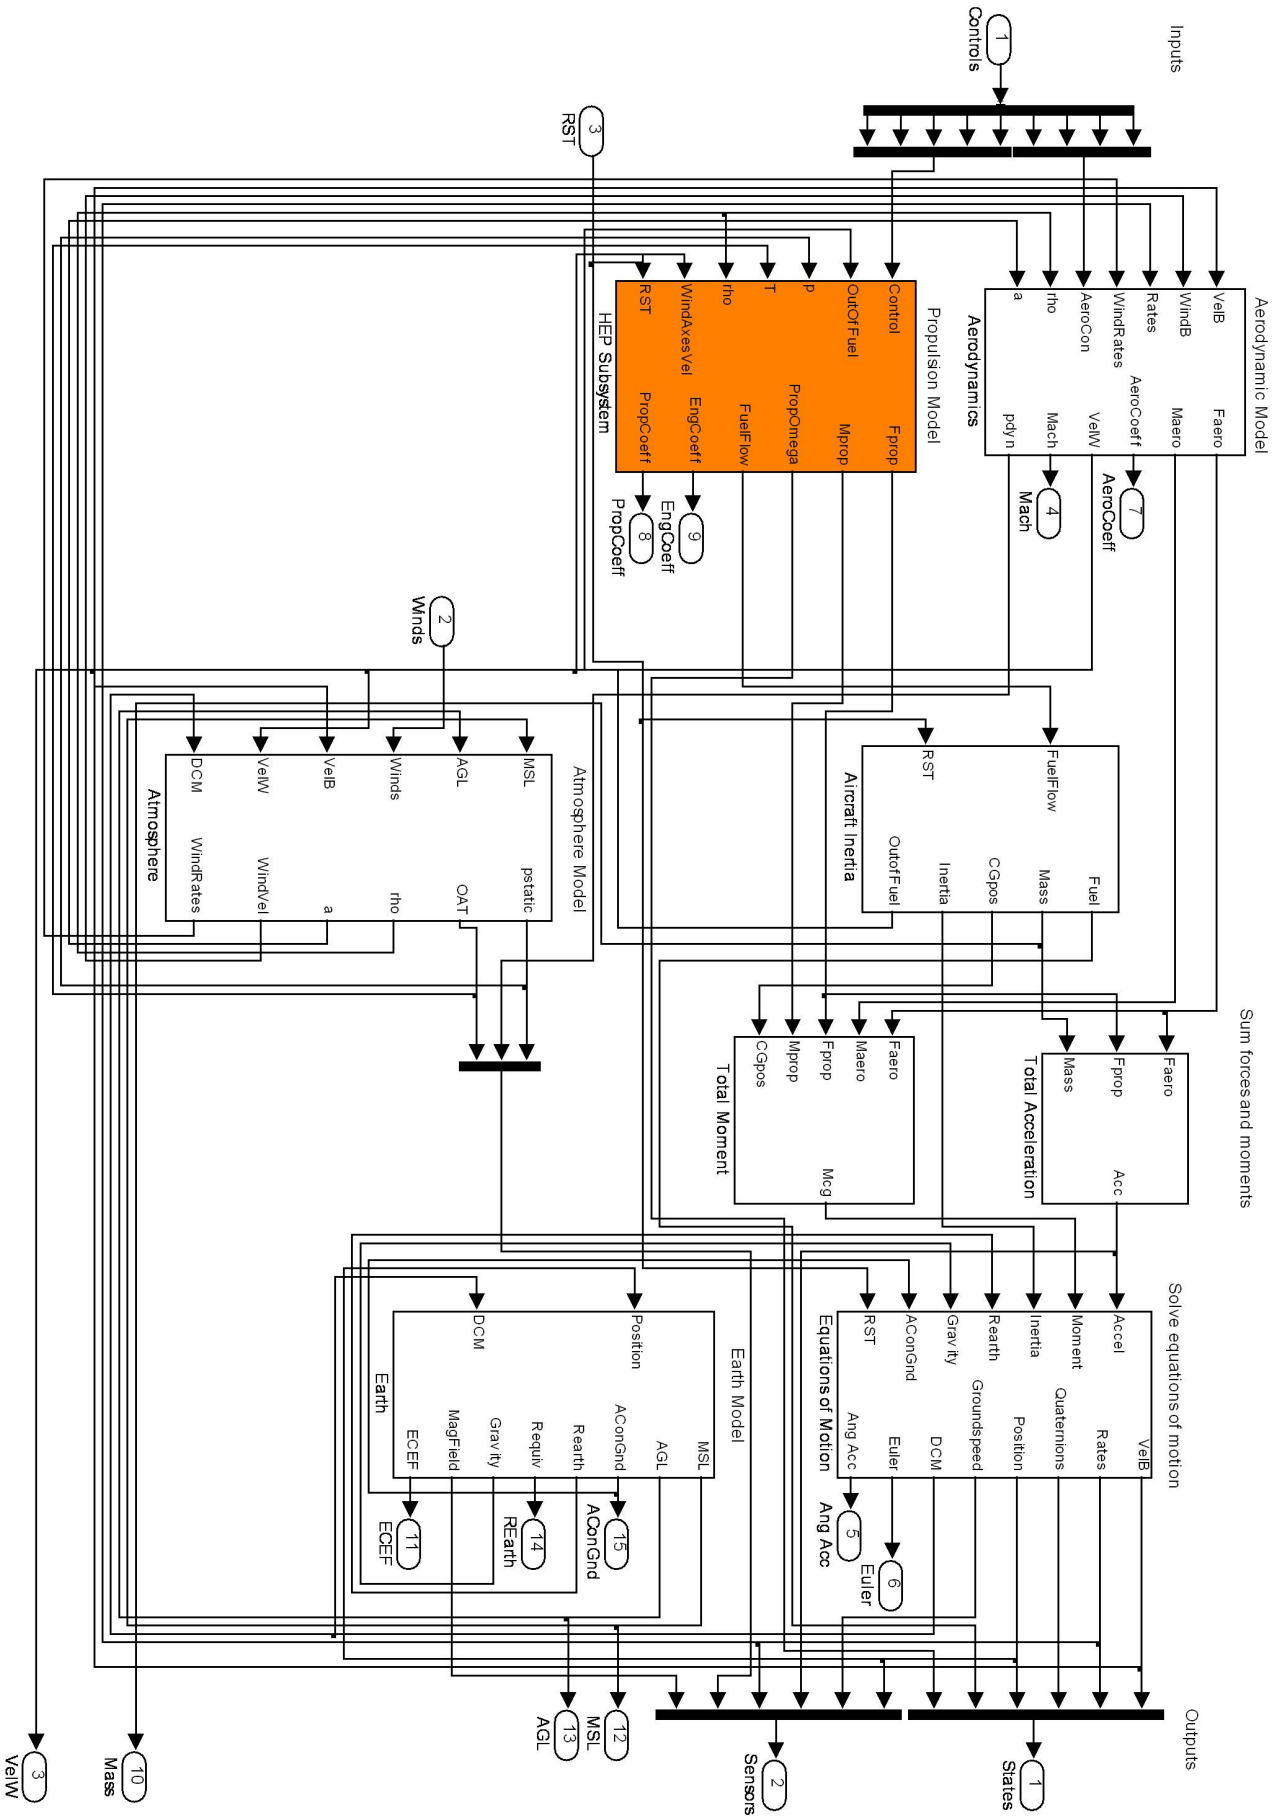 Inputs
1
Controls
3
RST
2
Winds
Aerodynamic Model
VelB
WindB
Rates
WindRates
AeroCon
rho
a
Faero
Maero
AeroCoeff
VelW
Mach
pdyn
Aerodynamics
7
AeroCoeff
4
Mach
Propulsion Model
Control
OutOfFuel
p
T
rho
WindAxesVel
RST
Fprop
Mprop
PropOmega
FuelFlow
EngCoeff
PropCoeff
HEP Subsystem
9
EngCoeff
8
PropCoeff
FuelFlow
RST
Fuel
Mass
CGpos
Inertia
OutofFuel
Aircraft Inertia
Atmosphere Model
MSL
AGL
Winds
VelB
VelW
DCM
pstatic
OAT
rho
a
WindVel
WindRates
Atmosphere
Sum forces and moments
Faero
Fprop
Mass
Acc
Total Acceleration
Faero
Maero
Fprop
Mprop
CGpos
Mcg
Total Moment
Solve equations of motion
Accel
Moment
Inertia
Rearth
Gravity
AConGnd
RST
VelB
Rates
Quaternions
Position
Groundspeed
DCM
Euler
Ang Acc
Equations of Motion
5
Ang Acc
6
Euler
Earth Model
Position
DCM
MSL
AGL
AConGnd
Rearth
Requiv
Gravity
MagField
ECEF
Earth
15
AConGnd
14
REarth
11
ECEF
Outputs
1
States
2
Sensors
12
MSL
13
AGL
10
Mass
3
VelW